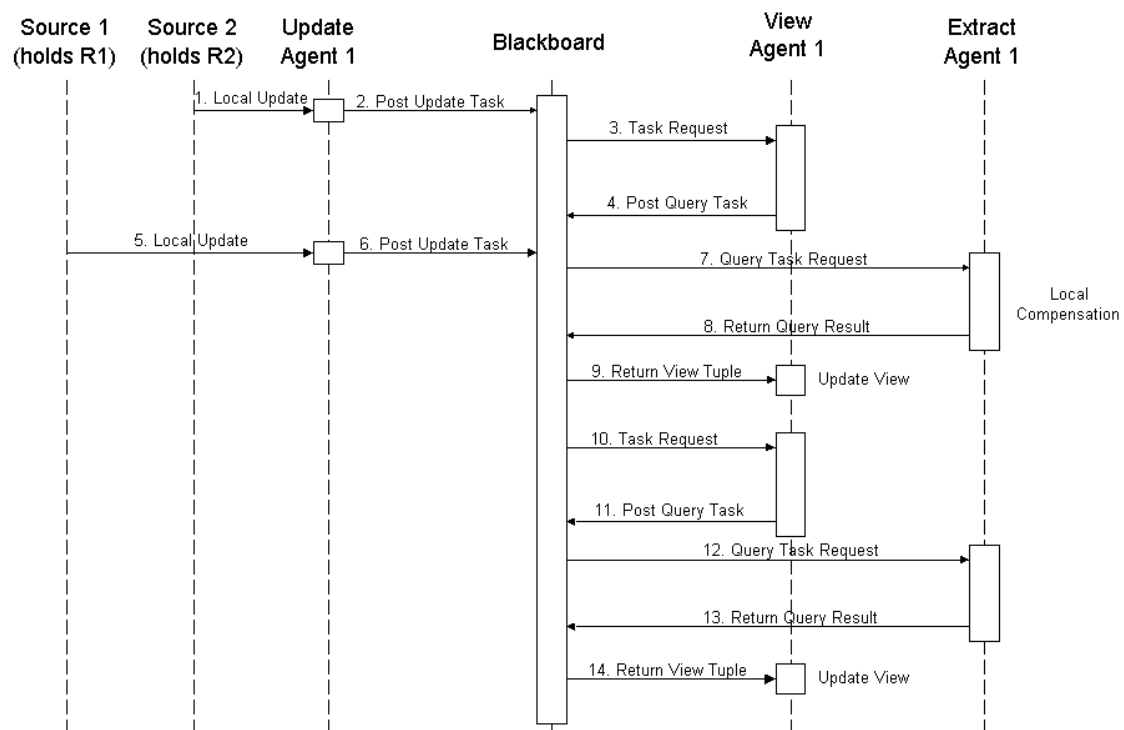 Source 1
(holds R1)
Source 2
(holds R2)
Update
Agent 1
Blackboard
View
Agent 1
Extract
Agent 1
1. Local Update
2. Post Update Task
3. Task Request
4. Post Query Task
5. Local Update
6. Post Update Task
7. Query Task Request
Local
Compensation
8. Return Query Result
9. Return View Tuple
Update View
10. Task Request
11. Post Query Task
12. Query Task Request
13. Return Query Result
14. Return View Tuple
Update View